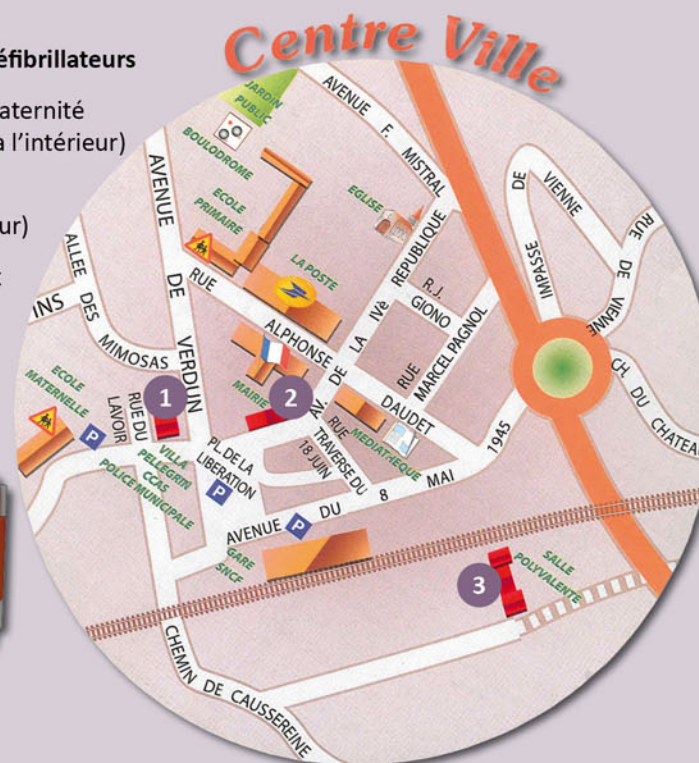 Centre Ville
éfibrillateurs
aternité
à l'intérieur)
ur)
JARDIN
PUBLIC
BOULODROME
ECOLE
PRIMAIRE
LA POSTE
EGLISE
AVENUE F. MISTRAL
AVENUE DE VERDUN
RUE ALPHONSE DAUDET
AV. DE LA IVè REPUBLIQUE
R.J.
GIONO
RUE
MARCEL PAGNOL
IMPASSE DE VIENNE
RUE DE VIENNE
CH. DU CHATEAU
ALLEE DES MIMOSAS
INS
ECOLE
MATERNELLE
P
RUE DU
LAVOIR
1
MAIRIE
2
VILLA
PELLEGRIN
CCAS
POLICE MUNICIPALE
PL. DE LA
LIBERATION
P
RUE
18 JUIN
TRAVERSE DU
MEDIATHEQUE
AVENUE DU 8 MAI 1945
P
GARE
SNCF
3
SALLE
POLYVALENTE
CHEMIN DE CAUSSEREINE